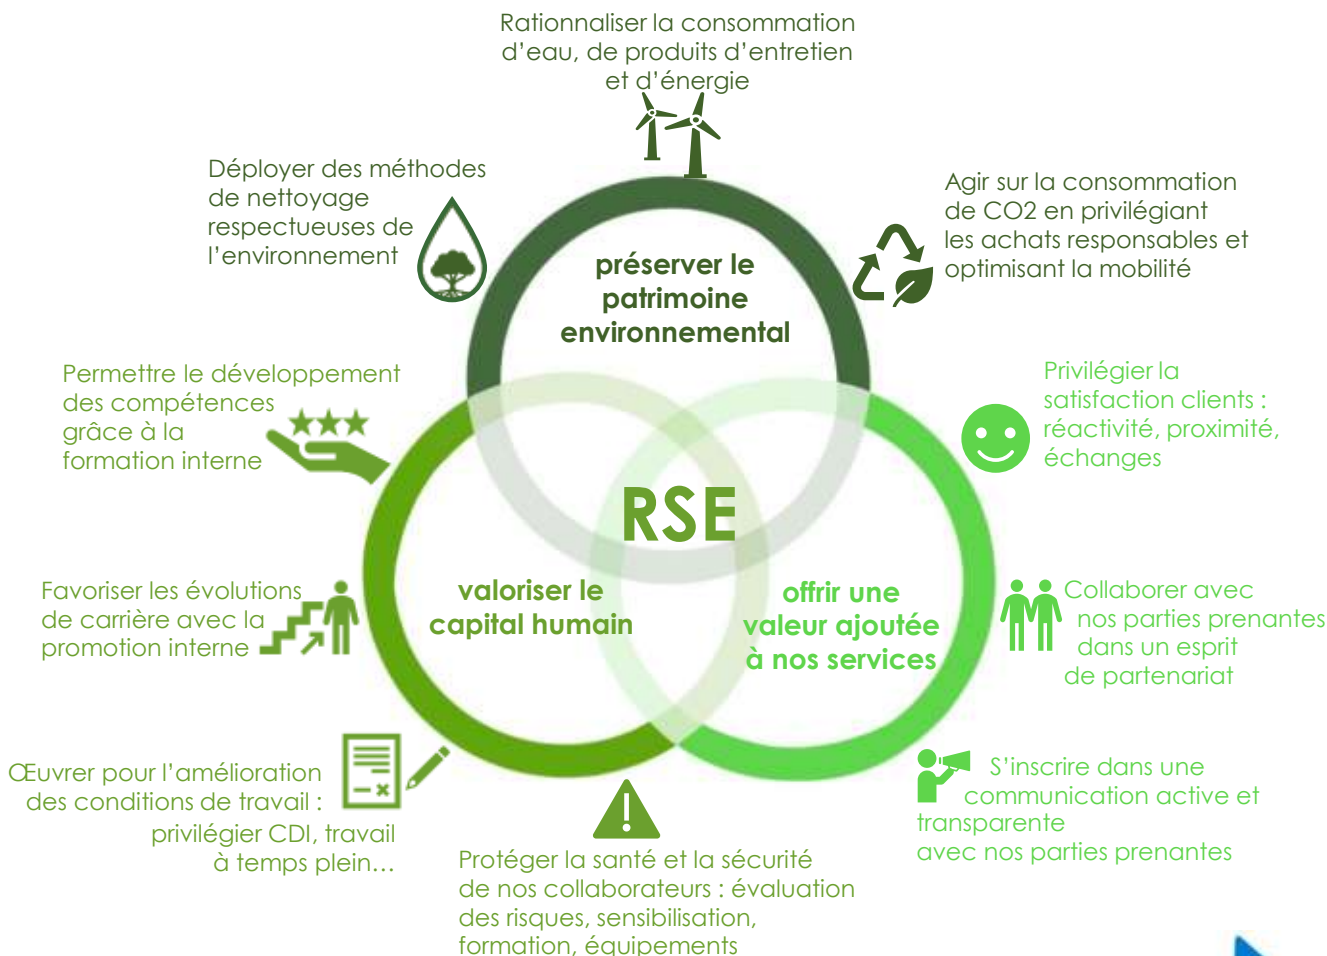 Rationnaliser la consommation
d'eau, de produits d'entretien
et d'énergie
Déployer des méthodes
de nettoyage
respectueuses de
l'environnement
Agir sur la consommation
de CO2 en privilégiant
les achats responsables et
optimisant la mobilité
préserver le
patrimoine
environnemental
Permettre le développement
des compétences
grâce à la
formation interne
Privilégier la
satisfaction clients :
réactivité, proximité,
échanges
RSE
Favoriser les évolutions
de carrière avec la
promotion interne
valoriser le
capital humain
offrir une
valeur ajoutée
à nos services
Collaborer avec
nos parties prenantes
dans un esprit
de partenariat
Œuvrer pour l'amélioration
des conditions de travail :
privilégier CDI, travail
à temps plein...
Protéger la santé et la sécurité
de nos collaborateurs : évaluation
des risques, sensibilisation,
formation, équipements
S'inscrire dans une
communication active et
transparente
avec nos parties prenantes